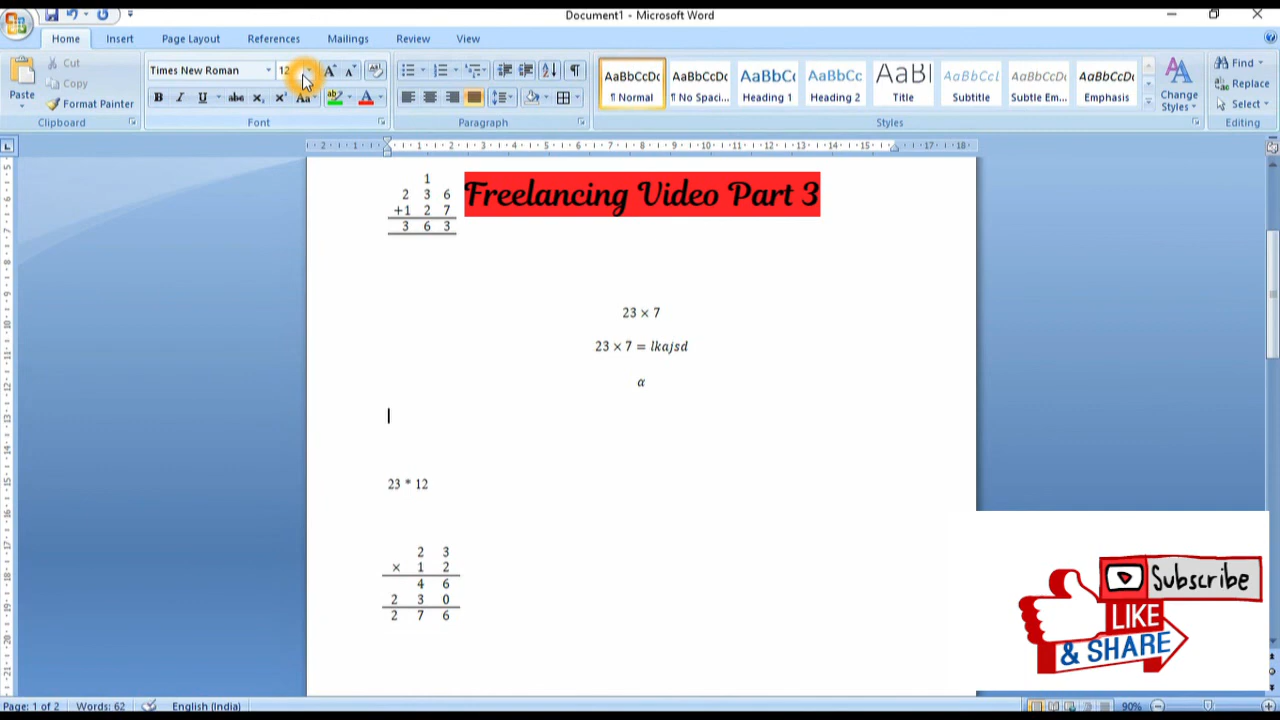 Document1 - Microsoft Word
Home Insert Page Layout References Mailings Review View
Paste
Cut
Copy
Format Painter
Clipboard
Times New Roman 12
Font
Paragraph
AaBbCcDc AaBbCcDc AaBbC‹ AaBbCc AaBl AaBbCcl AaBbCcDc AaBbCcDc
¶ Normal ¶ No Spaci... Heading 1 Heading 2 Title Subtitle Subtle Em... Emphasis
Change Styles
Styles
Find
Replace
Select
Editing
1
2 3 6
+1 2 7
3 6 3
Freelancing Video Part 3
23 × 7
23 × 7 = lkajsd
α
23 * 12
2 3
× 1 2
4 6
2 3 0
2 7 6
Subscribe
LIKE
& SHARE
Page: 1 of 2 Words: 62 English (India) 90%